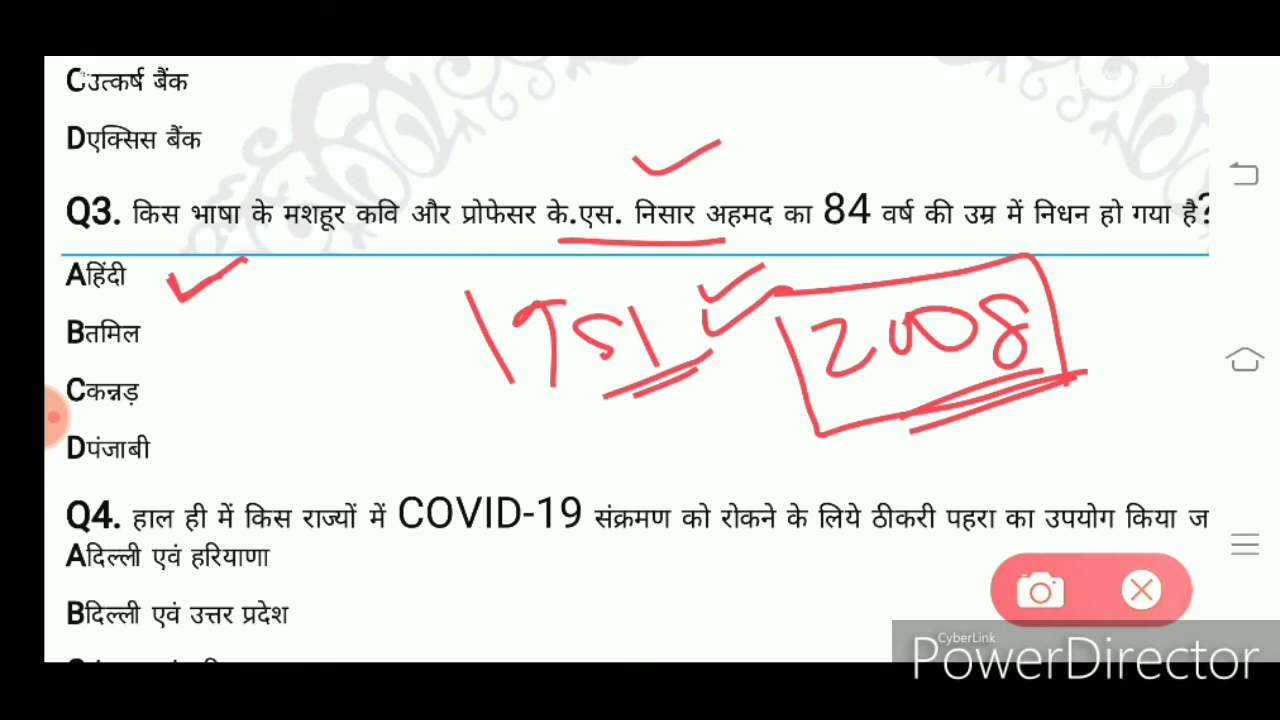 Cउत्कर्ष बैंक
Dएक्सिस बैंक
Q3. किस भाषा के मशहूर कवि और प्रोफेसर के.एस. निसार अहमद का 84 वर्ष की उम्र में निधन हो गया है?
Aहिंदी
1951 2008
Bतमिल
Cकन्नड़
Dपंजाबी
Q4. हाल ही में किस राज्यों में COVID-19 संक्रमण को रोकने के लिये ठीकरी पहरा का उपयोग किया ज
Aदिल्ली एवं हरियाणा
Bदिल्ली एवं उत्तर प्रदेश
CyberLink
PowerDirector